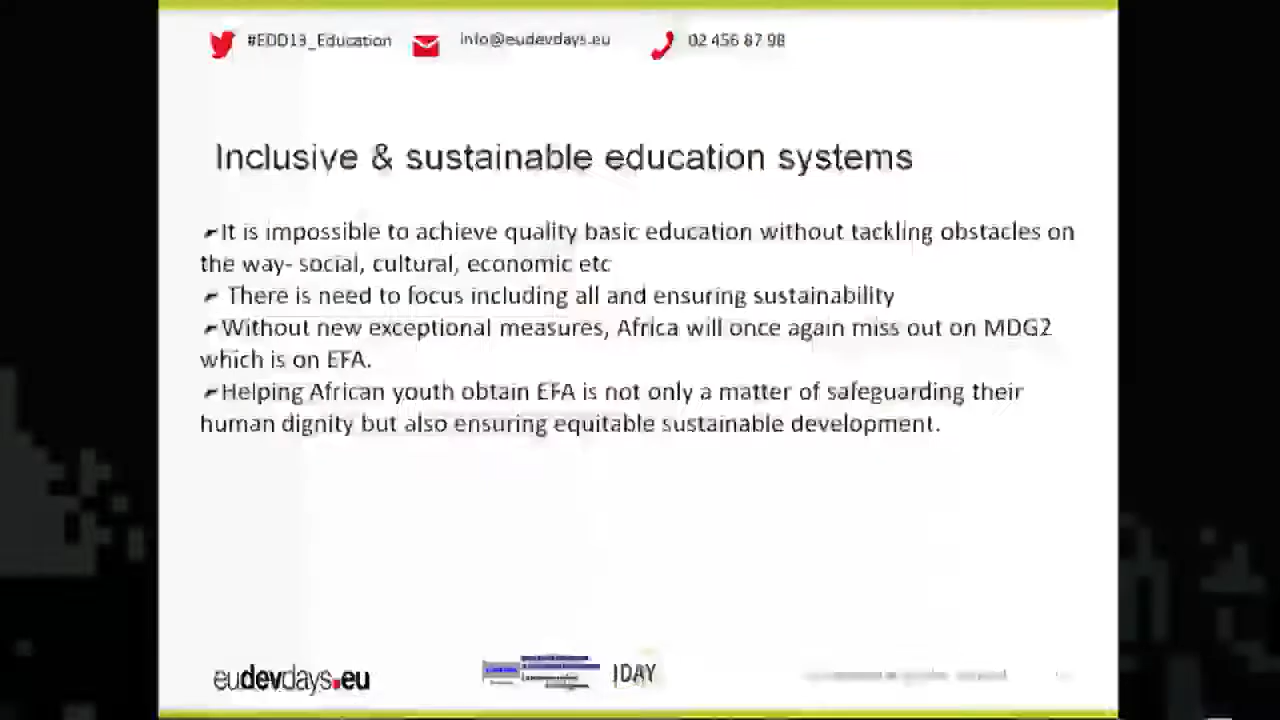 #EDD13_Education info@eudevdays.eu 02 456 87 98
Inclusive & sustainable education systems
It is impossible to achieve quality basic education without tackling obstacles on
the way- social, cultural, economic etc
There is need to focus including all and ensuring sustainability
Without new exceptional measures, Africa will once again miss out on MDG2
which is on EFA.
Helping African youth obtain EFA is not only a matter of safeguarding their
human dignity but also ensuring equitable sustainable development.
eudevdays.eu IDAY